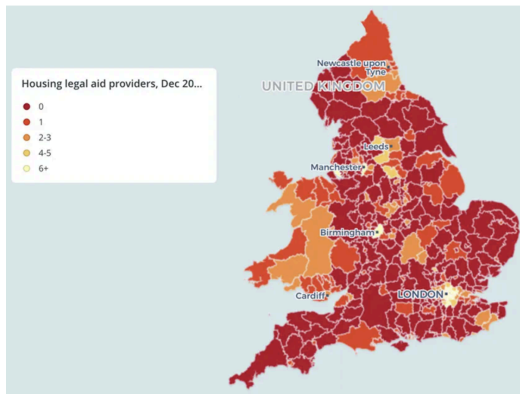 Newcastle upon
Tyne
UNITED KINGDOM
Housing legal aid providers, Dec 20...
0
1
2-3
4-5
6+
Leeds
Manchester
Birmingham
Cardiff
LONDON